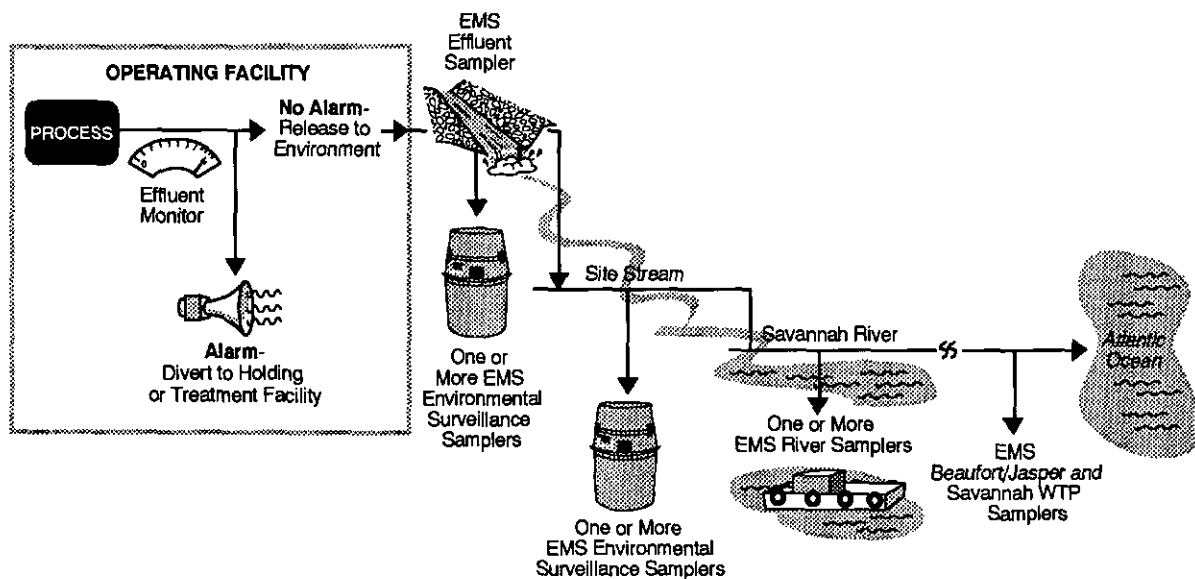 EMS
Effluent
Sampler
OPERATING FACILITY
PROCESS
No Alarm-
Release to
Environment
0
Effluent
Monitor
Alarm-
Divert to Holding
or Treatment Facility
One or
More EMS
Environmental
Surveillance
Samplers
Site Stream
One or More
EMS Environmental
Surveillance Samplers
Savannah River
One or More
EMS River Samplers
EMS
Beaufort/Jasper and
Savannah WTP
Samplers
Atlantic
Ocean